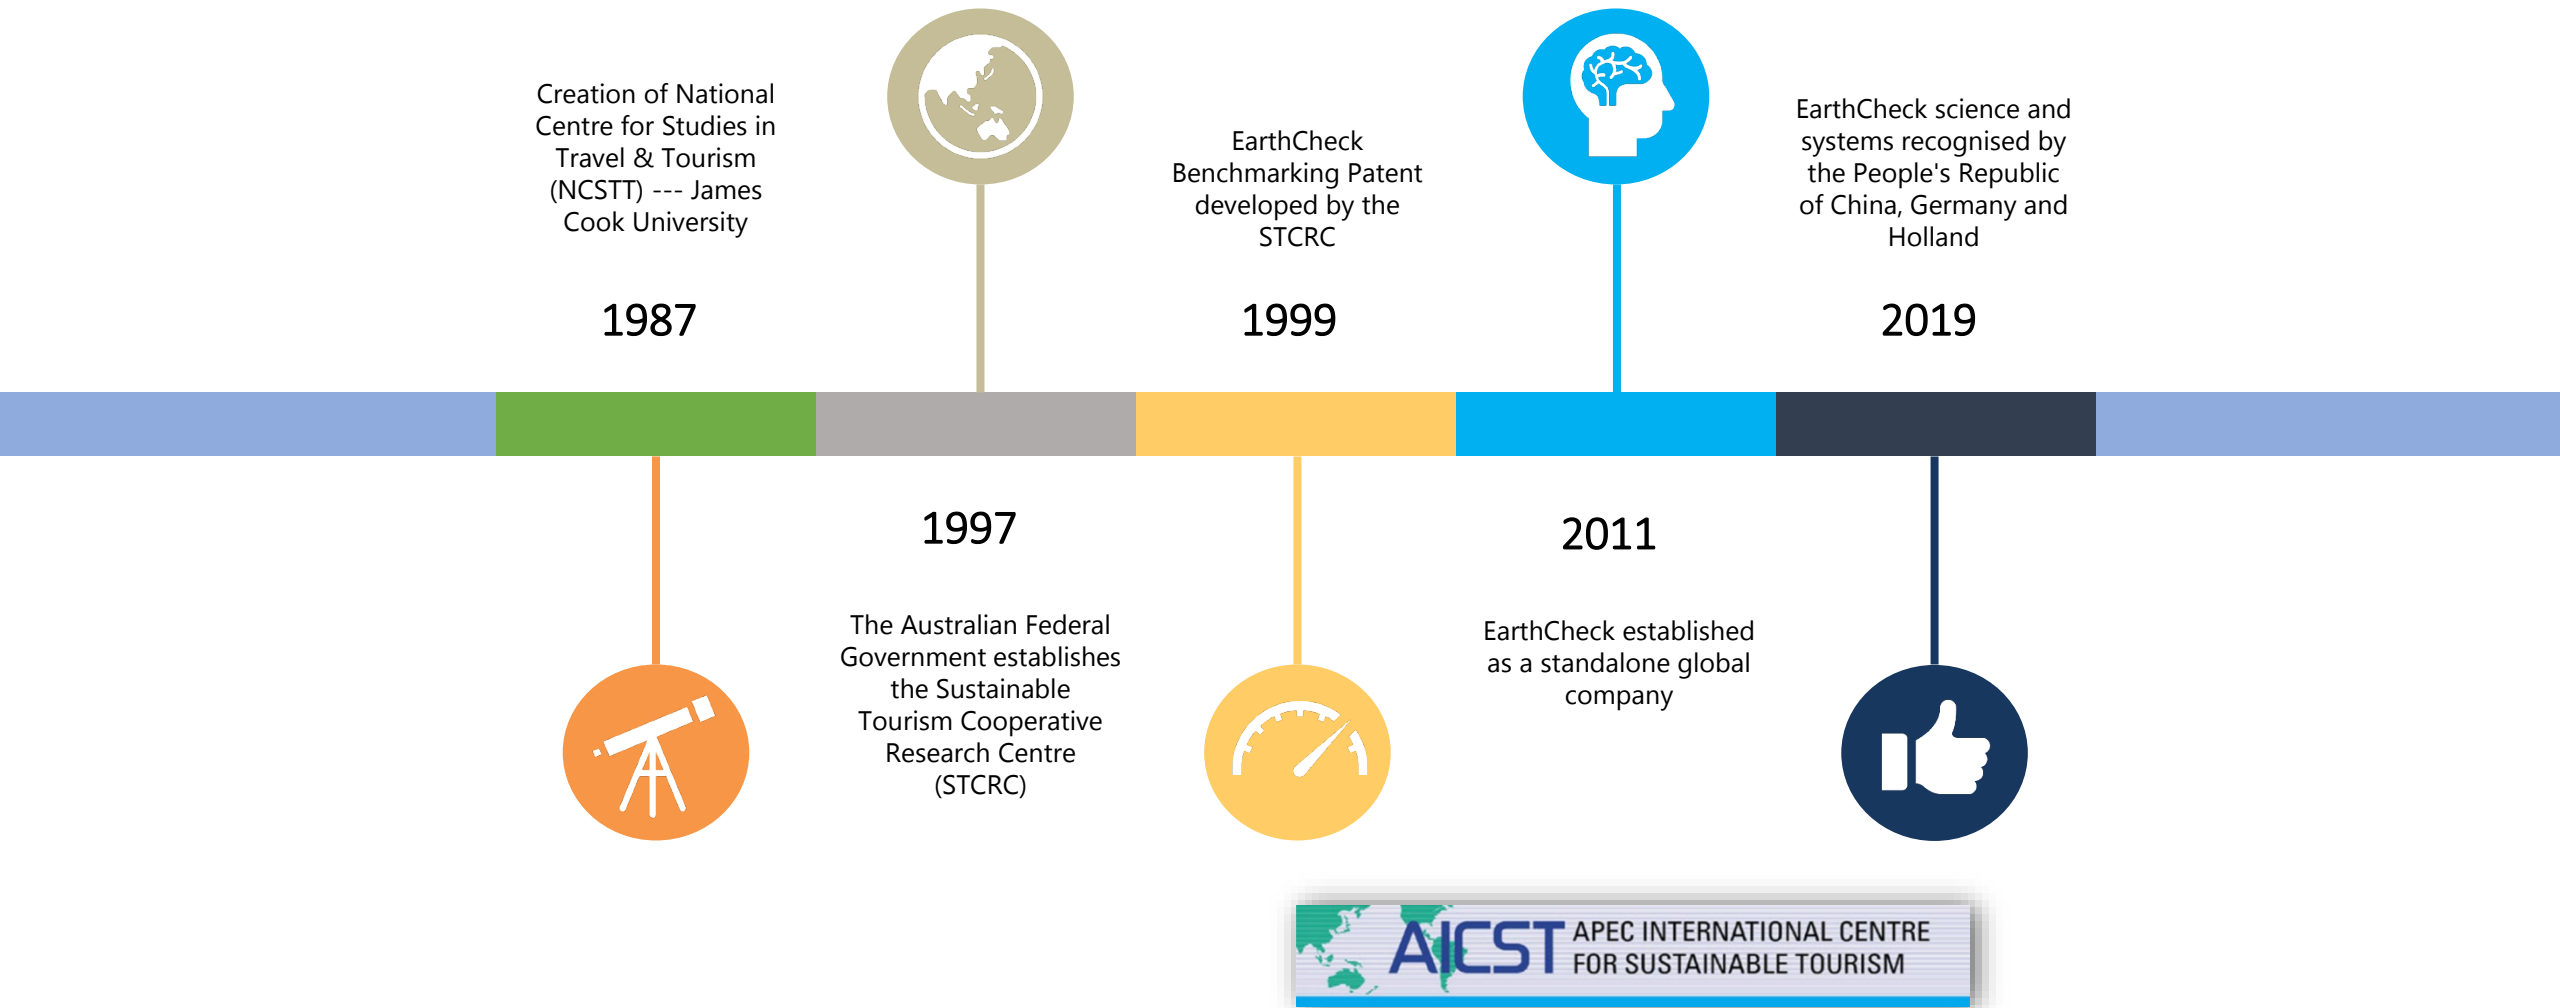 Creation of National
Centre for Studies in
Travel & Tourism
(NCSTT) --- James
Cook University
1987
1997
The Australian Federal
Government establishes
the Sustainable
Tourism Cooperative
Research Centre
(STCRC)
EarthCheck
Benchmarking Patent
developed by the
STCRC
1999
2011
EarthCheck established
as a standalone global
company
EarthCheck science and
systems recognised by
the People's Republic
of China, Germany and
Holland
2019
AICST
APEC INTERNATIONAL CENTRE
FOR SUSTAINABLE TOURISM